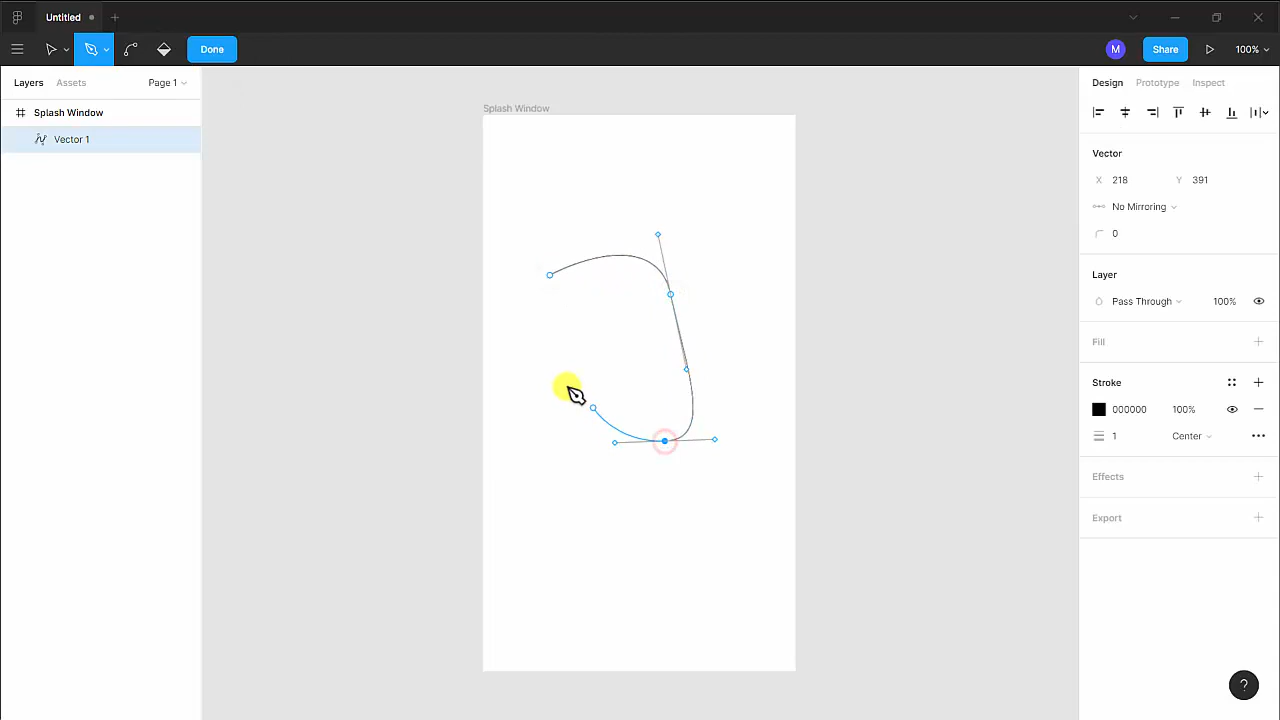 Untitled
Done
M
Share
100%
Layers
Assets
Page 1
Design
Prototype
Inspect
Splash Window
Vector 1
Splash Window
Vector
X 218
Y 391
No Mirroring
0
Layer
Pass Through
100%
Fill
Stroke
000000
100%
1
Center
Effects
Export
?